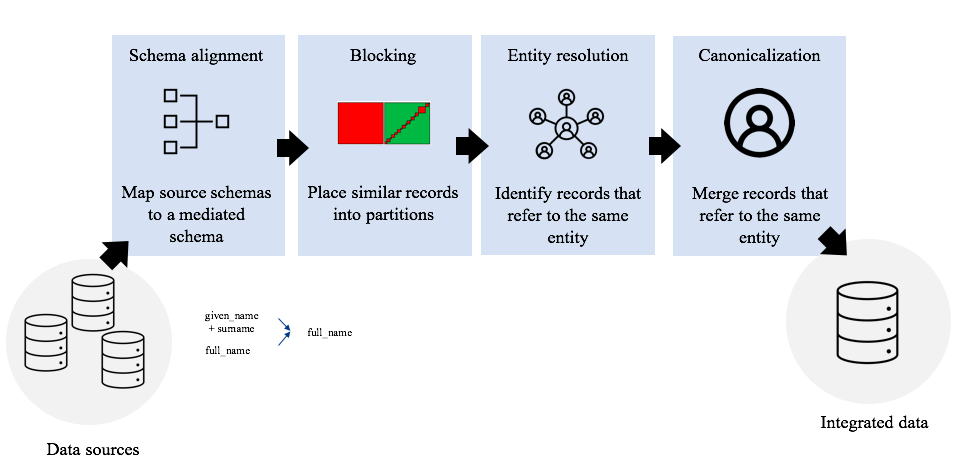 Schema alignment
Blocking
Entity resolution
Canonicalization
Map source schemas
to a mediated
schema
Place similar records
into partitions
Identify records that
refer to the same
entity
Merge records that
refer to the same
entity
given_name
+ surname
full_name
full_name
Data sources
Integrated data